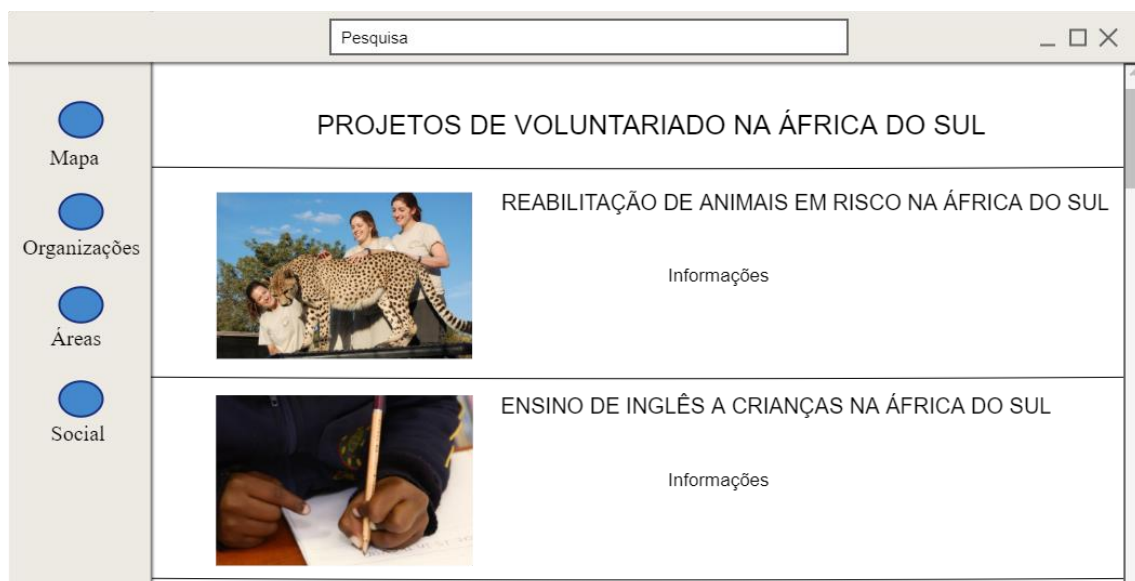 Pesquisa
Mapa
Organizações
Áreas
Social
PROJETOS DE VOLUNTARIADO NA ÁFRICA DO SUL
REABILITAÇÃO DE ANIMAIS EM RISCO NA ÁFRICA DO SUL
Informações
ENSINO DE INGLÊS A CRIANÇAS NA ÁFRICA DO SUL
Informações